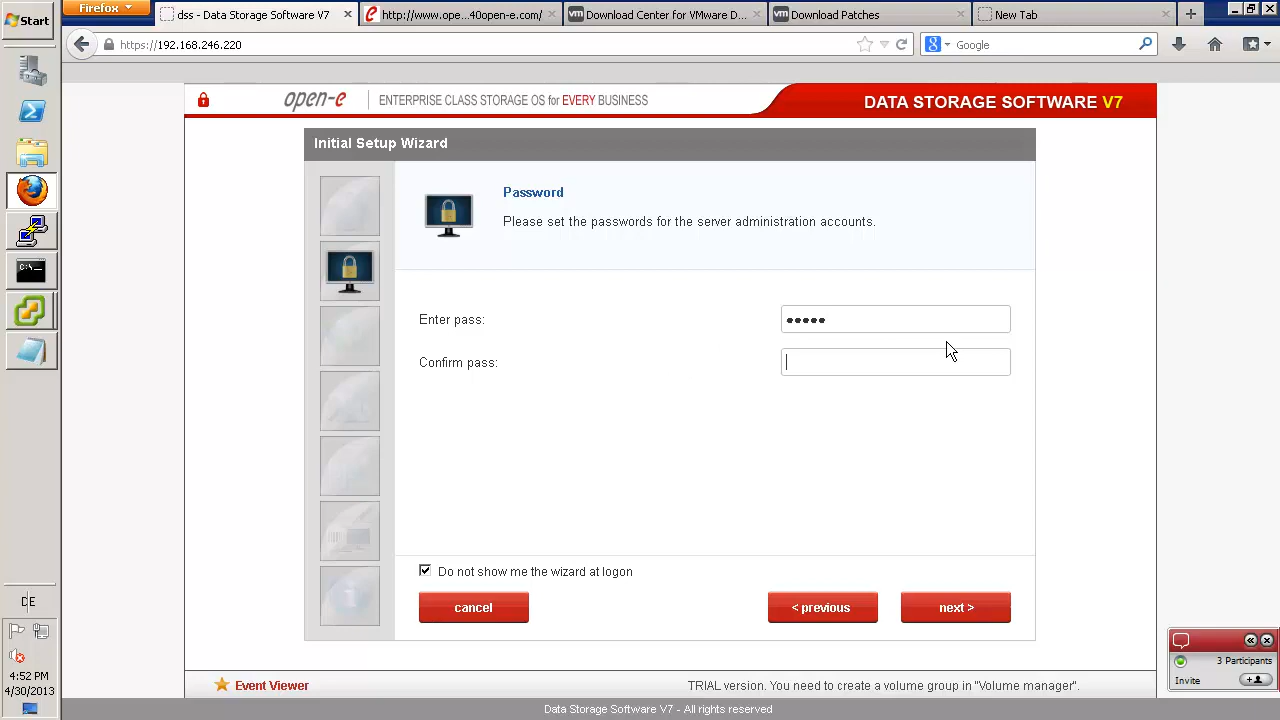 Start
Firefox
dss - Data Storage Software V7
http://www.ope...40open-e.com/
vm Download Center for VMware D...
vm Download Patches
New Tab
https://192.168.246.220
Google
open-e
ENTERPRISE CLASS STORAGE OS for EVERY BUSINESS
DATA STORAGE SOFTWARE V7
Initial Setup Wizard
Password
Please set the passwords for the server administration accounts.
Enter pass:
•••••
Confirm pass:
Do not show me the wizard at logon
cancel
< previous
next >
Event Viewer
TRIAL version. You need to create a volume group in "Volume manager".
Data Storage Software V7 - All rights reserved
C:\
DE
4:52 PM
4/30/2013
3 Participants
Invite